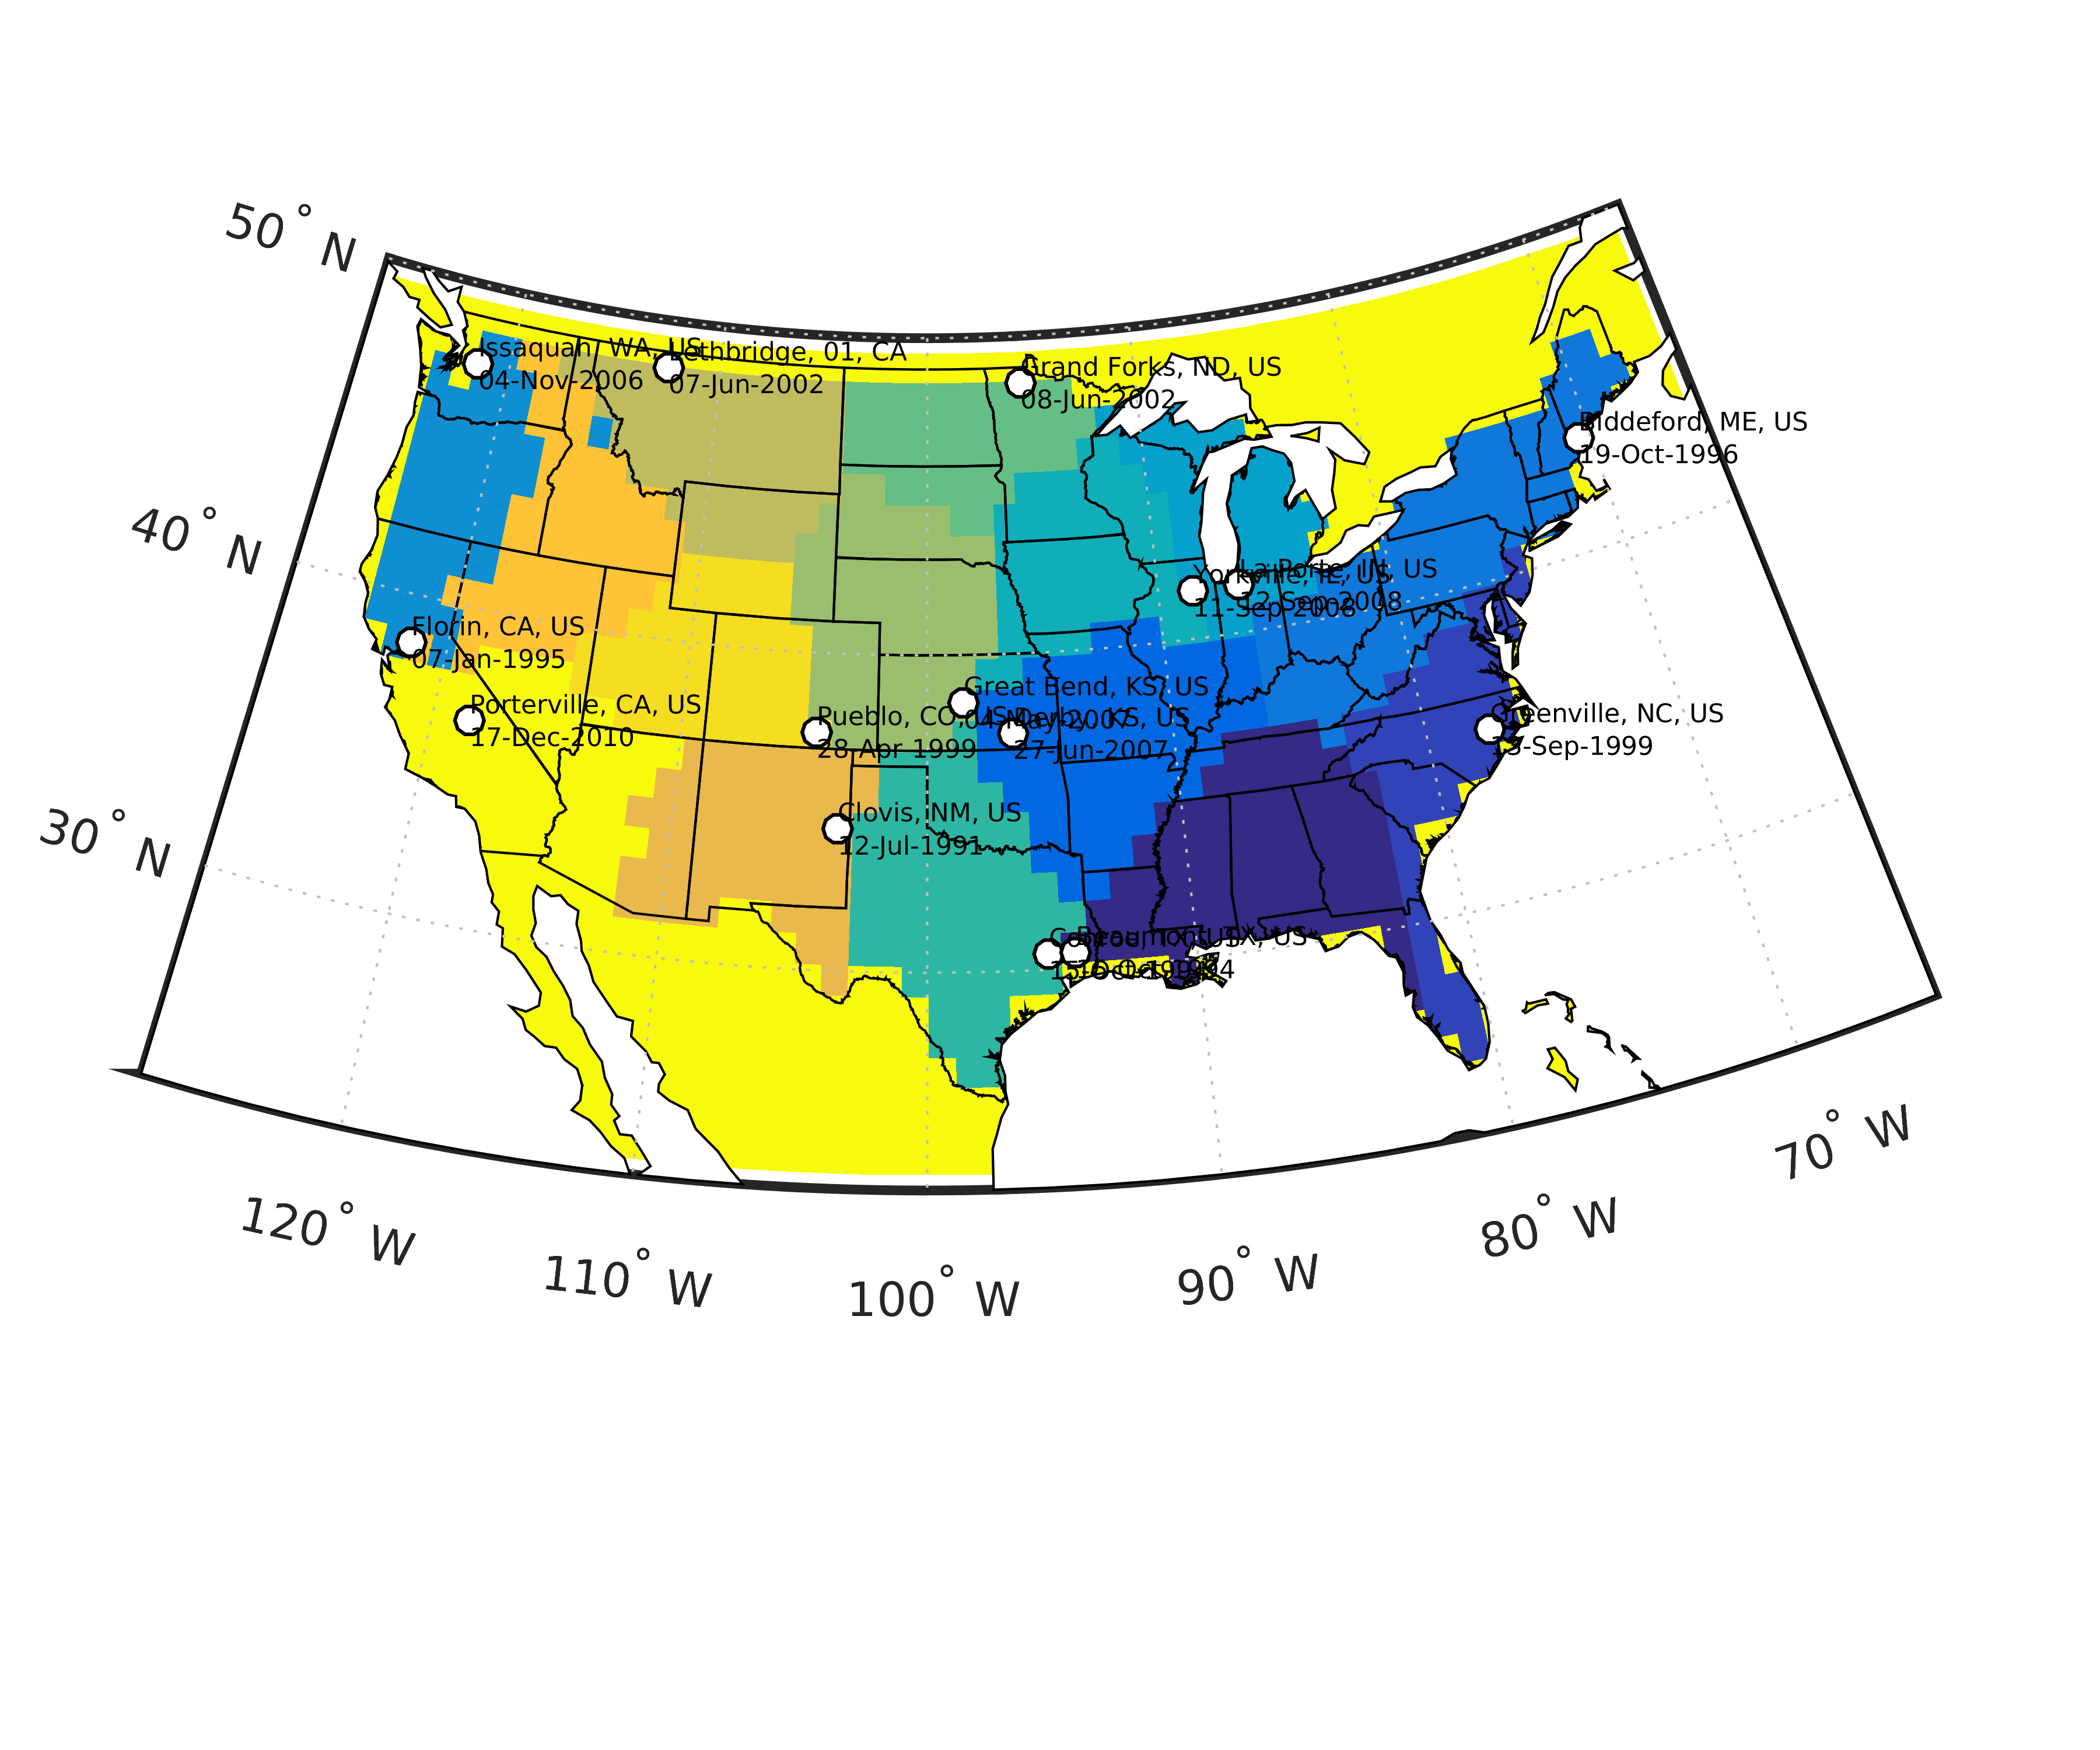 50° N
40° N
30° N
Issaquah, WA, US
04-Nov-2006
Lethbridge, 01, CA
07-Jun-2002
Grand Forks, ND, US
08-Jun-2002
Biddeford, ME, US
19-Oct-1996
Yorkville, IL, US
11-Sep-2008
La Porte, IN, US
12-Sep-2008
Florin, CA, US
07-Jan-1995
Porterville, CA, US
17-Dec-2010
Great Bend, KS, US
04-May-2007
Pueblo, CO, US
28-Apr-1999
Derby, KS, US
27-Jun-2007
Greenville, NC, US
15-Sep-1999
Clovis, NM, US
12-Jul-1991
Conroe, TX, US
Beaumont, TX, US
120° W
110° W
100° W
90° W
80° W
70° W